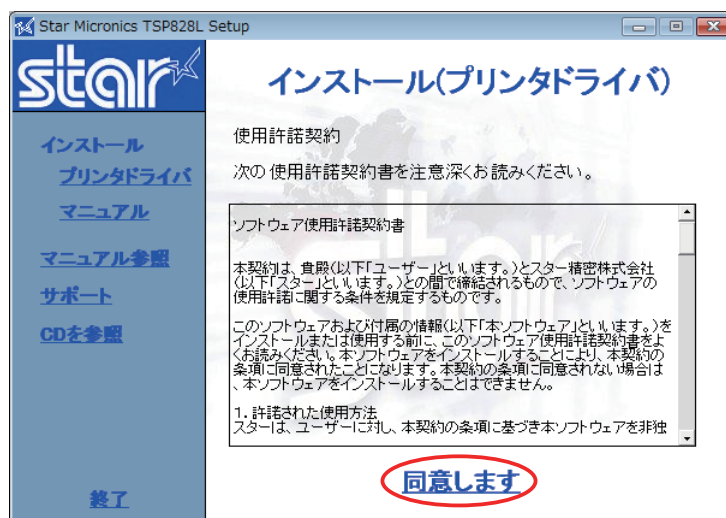 Star Micronics TSP828L Setup
star
インストール(プリンタドライバ)
インストール
プリンタドライバ
マニュアル
マニュアル参照
サポート
CDを参照
終了
使用許諾契約
次の使用許諾契約書を注意深くお読みください。
ソフトウェア使用許諾契約書
本契約は、貴殿(以下「ユーザー」といいます。)とスター精密株式会社
(以下「スター」といいます。)との間で締結されるもので、ソフトウェアの
使用許諾に関する条件を規定するものです。
このソフトウェアおよび付属の情報(以下「本ソフトウェア」といいます。)を
インストールまたは使用する前に、このソフトウェア使用許諾契約書をよ
くお読みください。本ソフトウェアをインストールすることにより、本契約の
条項に同意されたことになります。本契約の条項に同意されない場合は
、本ソフトウェアをインストールすることはできません。
1. 許諾された使用方法
スターは、ユーザーに対し、本契約の条項に基づき本ソフトウェアを非独
同意します